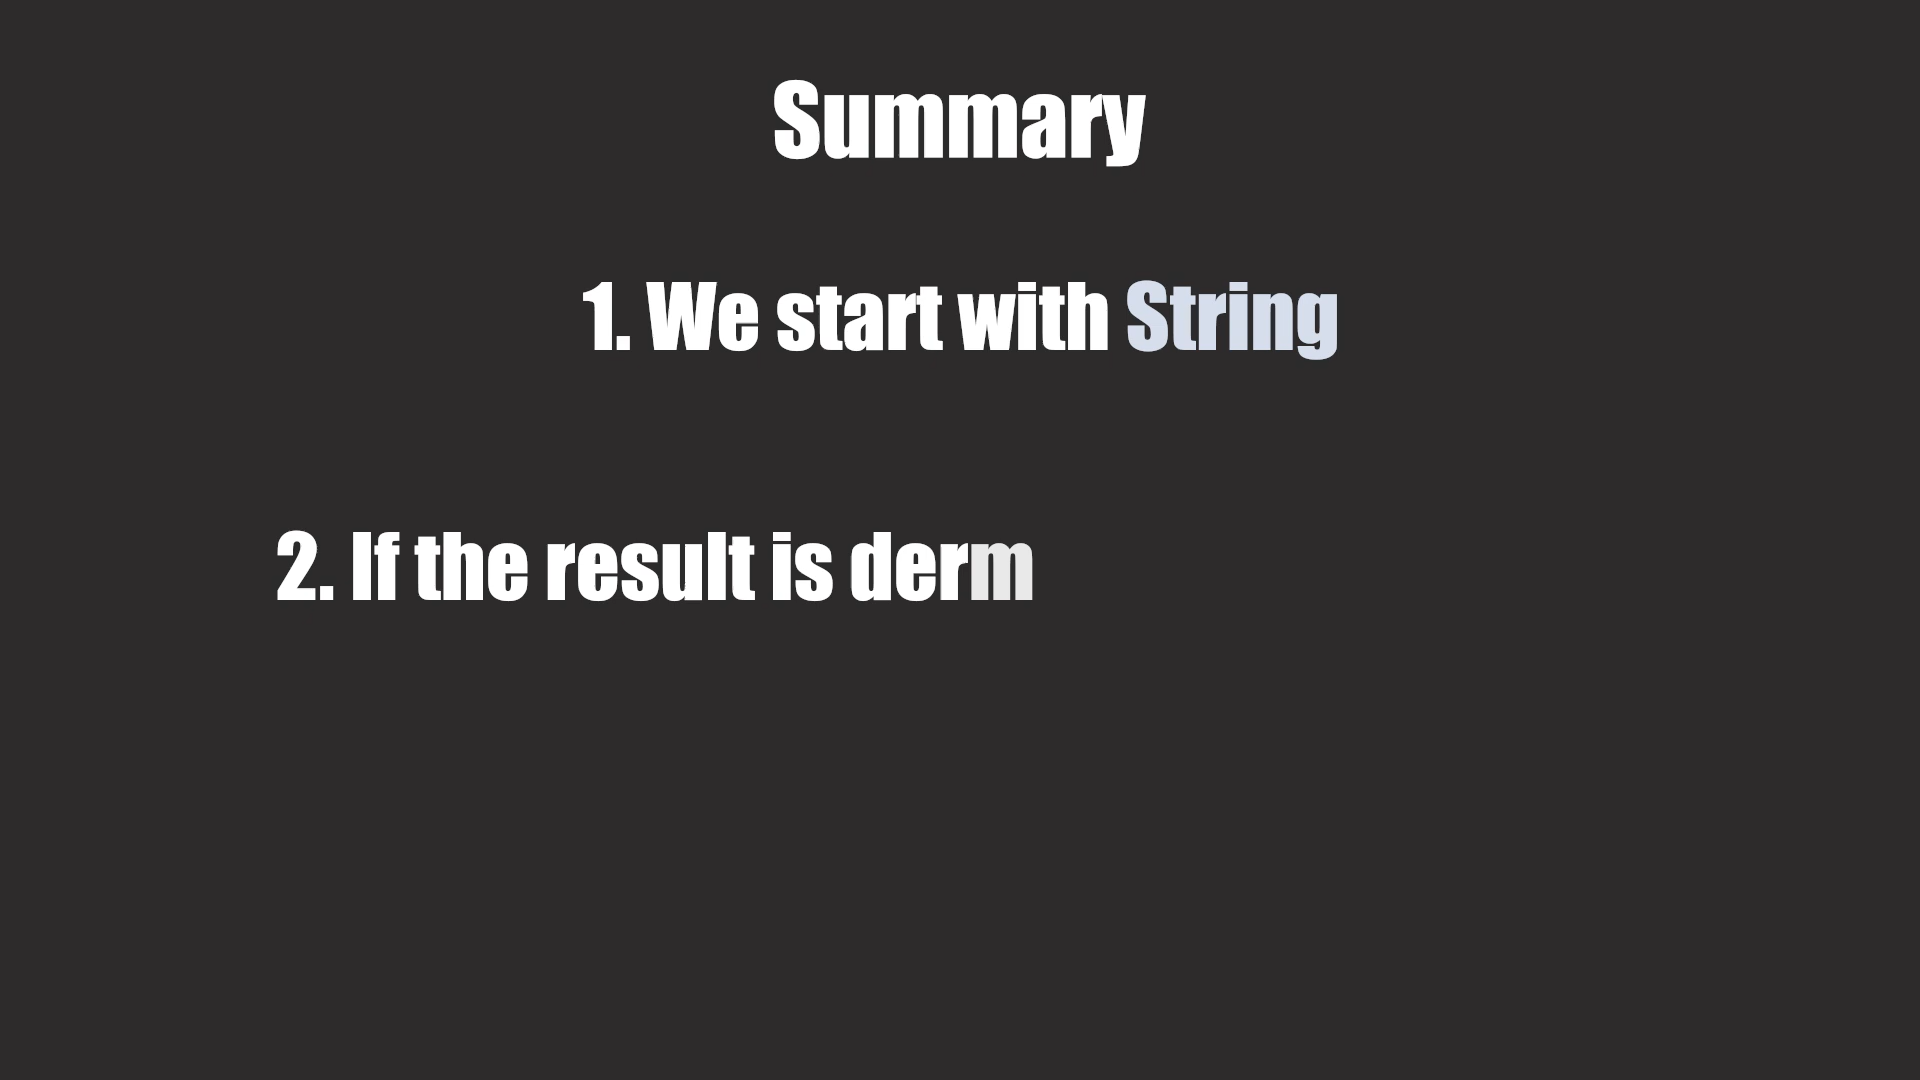 Summary
1. We start with String
2. If the result is derm